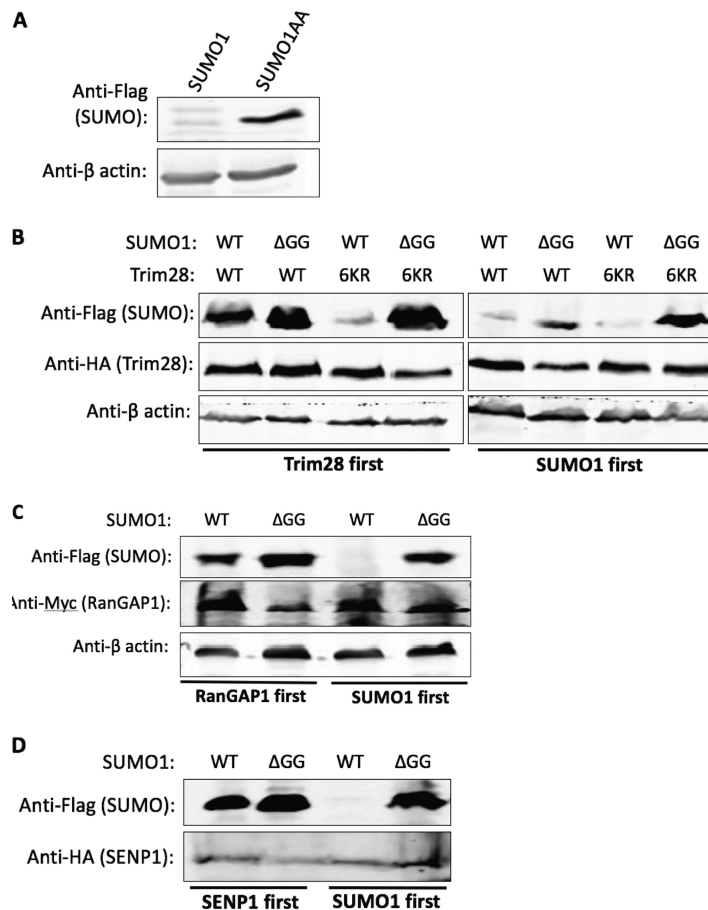 A
SUMO1 SUMO1AA
Anti-Flag
(SUMO):
Anti-β actin:
B
SUMO1: WT ΔGG WT ΔGG WT ΔGG WT ΔGG
Trim28: WT WT 6KR 6KR WT WT 6KR 6KR
Anti-Flag (SUMO):
Anti-HA (Trim28):
Anti-β actin:
Trim28 first SUMO1 first
C
SUMO1: WT ΔGG WT ΔGG
Anti-Flag (SUMO):
Anti-Myc (RanGAP1):
Anti-β actin:
RanGAP1 first SUMO1 first
D
SUMO1: WT ΔGG WT ΔGG
Anti-Flag (SUMO):
Anti-HA (SENP1):
SENP1 first SUMO1 first